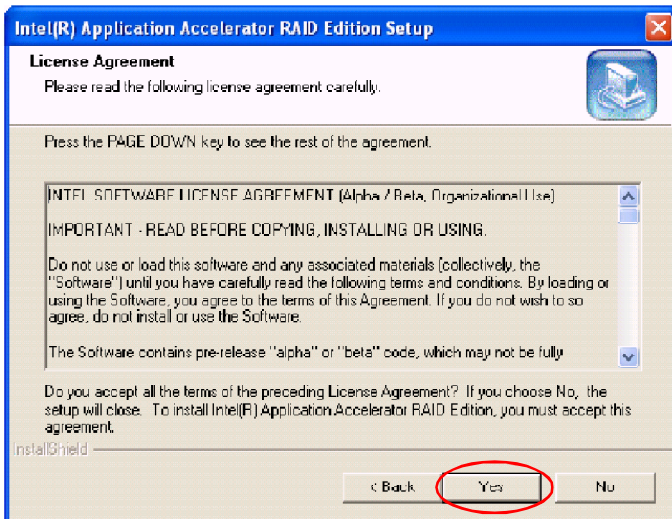 Intel(R) Application Accelerator RAID Edition Setup
License Agreement
Please read the following license agreement carefully.
Press the PAGE DOWN key to see the rest of the agreement.
INTEL SOFTWARE LICENSE AGREEMENT (Alpha / Beta, Organizational Use)
IMPORTANT - READ BEFORE COPYING, INSTALLING OR USING.
Do not use or load this software and any associated materials (collectively, the
"Software") until you have carefully read the following terms and conditions. By loading or
using the Software, you agree to the terms of this Agreement. If you do not wish to so
agree, do not install or use the Software.
The Software contains pre-release "alpha" or "beta" code, which may not be fully
Do you accept all the terms of the preceding License Agreement? If you choose No, the
setup will close. To install Intel(R) Application Accelerator RAID Edition, you must accept this
agreement.
InstallShield
< Back
Yes
No